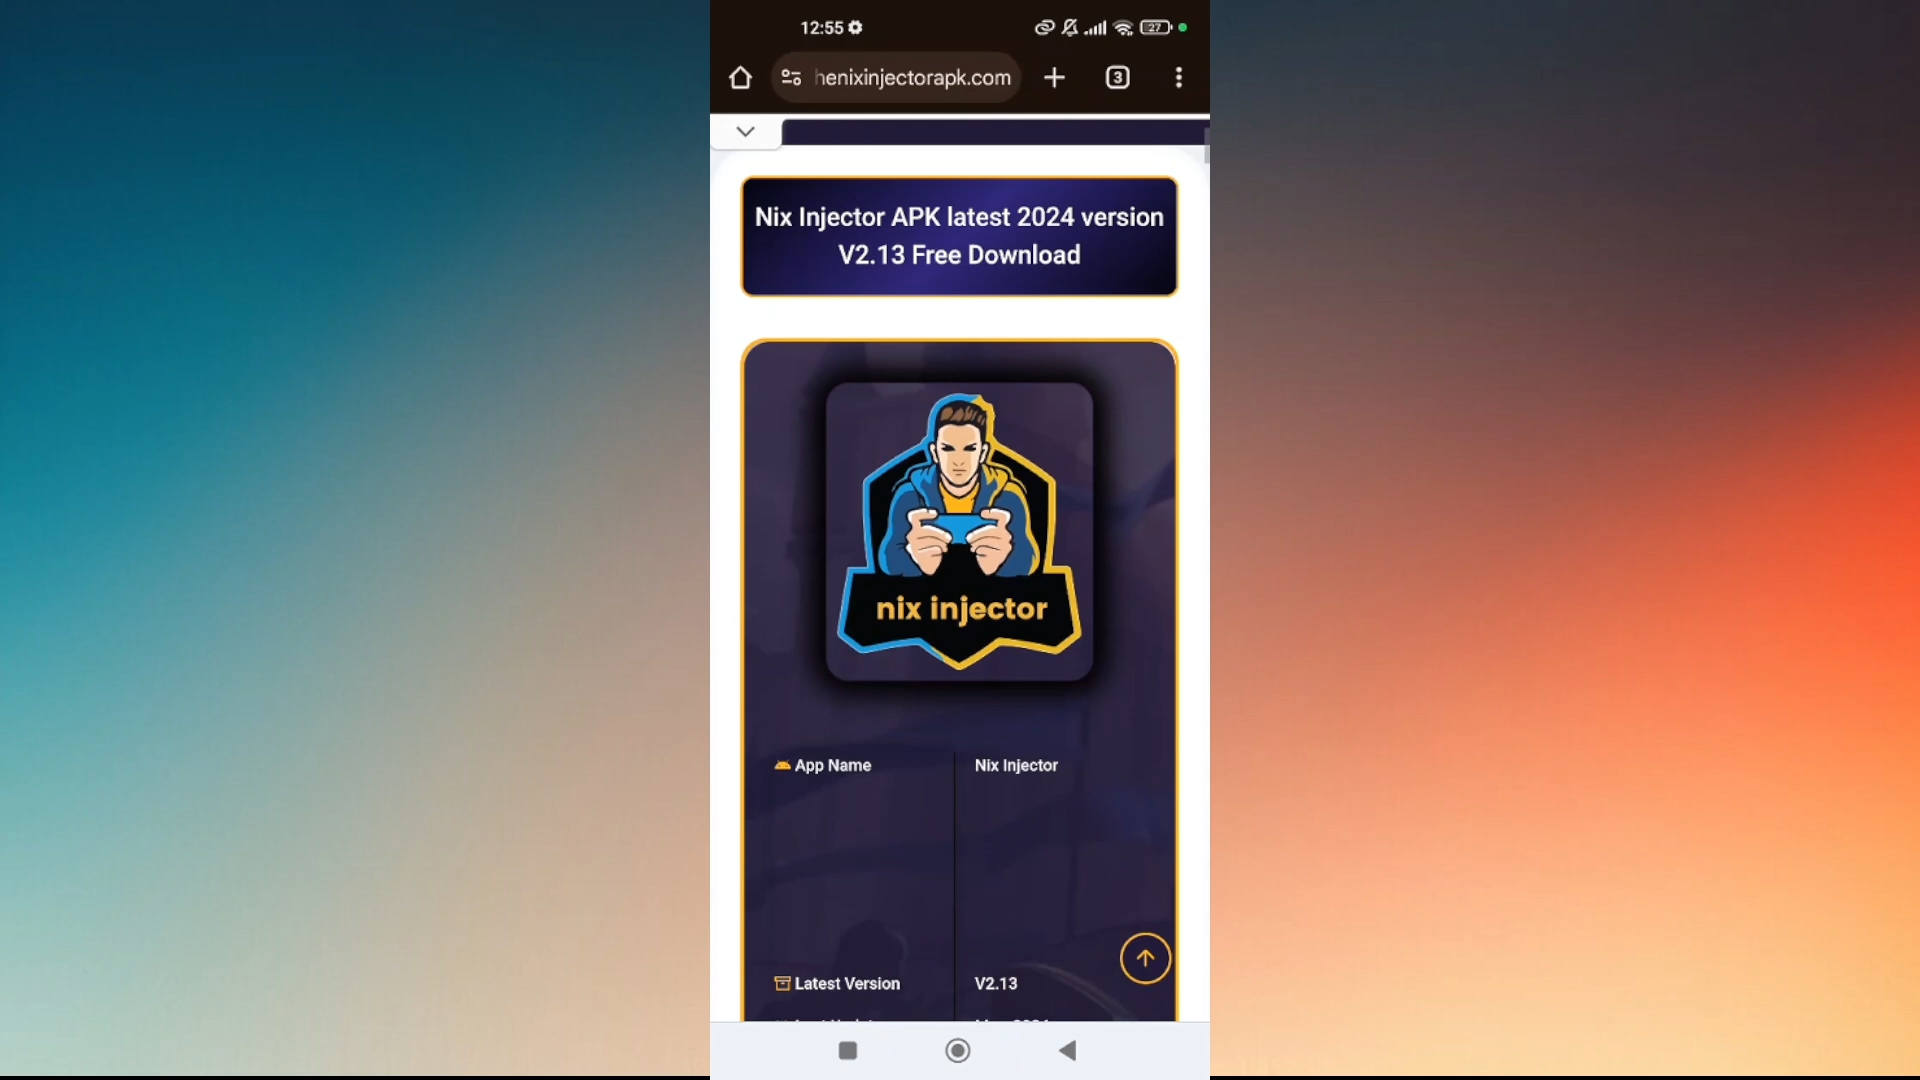 12:55
27
henixinjectorapk.com
3
Nix Injector APK latest 2024 version
V2.13 Free Download
nix injector
App Name
Nix Injector
Latest Version
V2.13